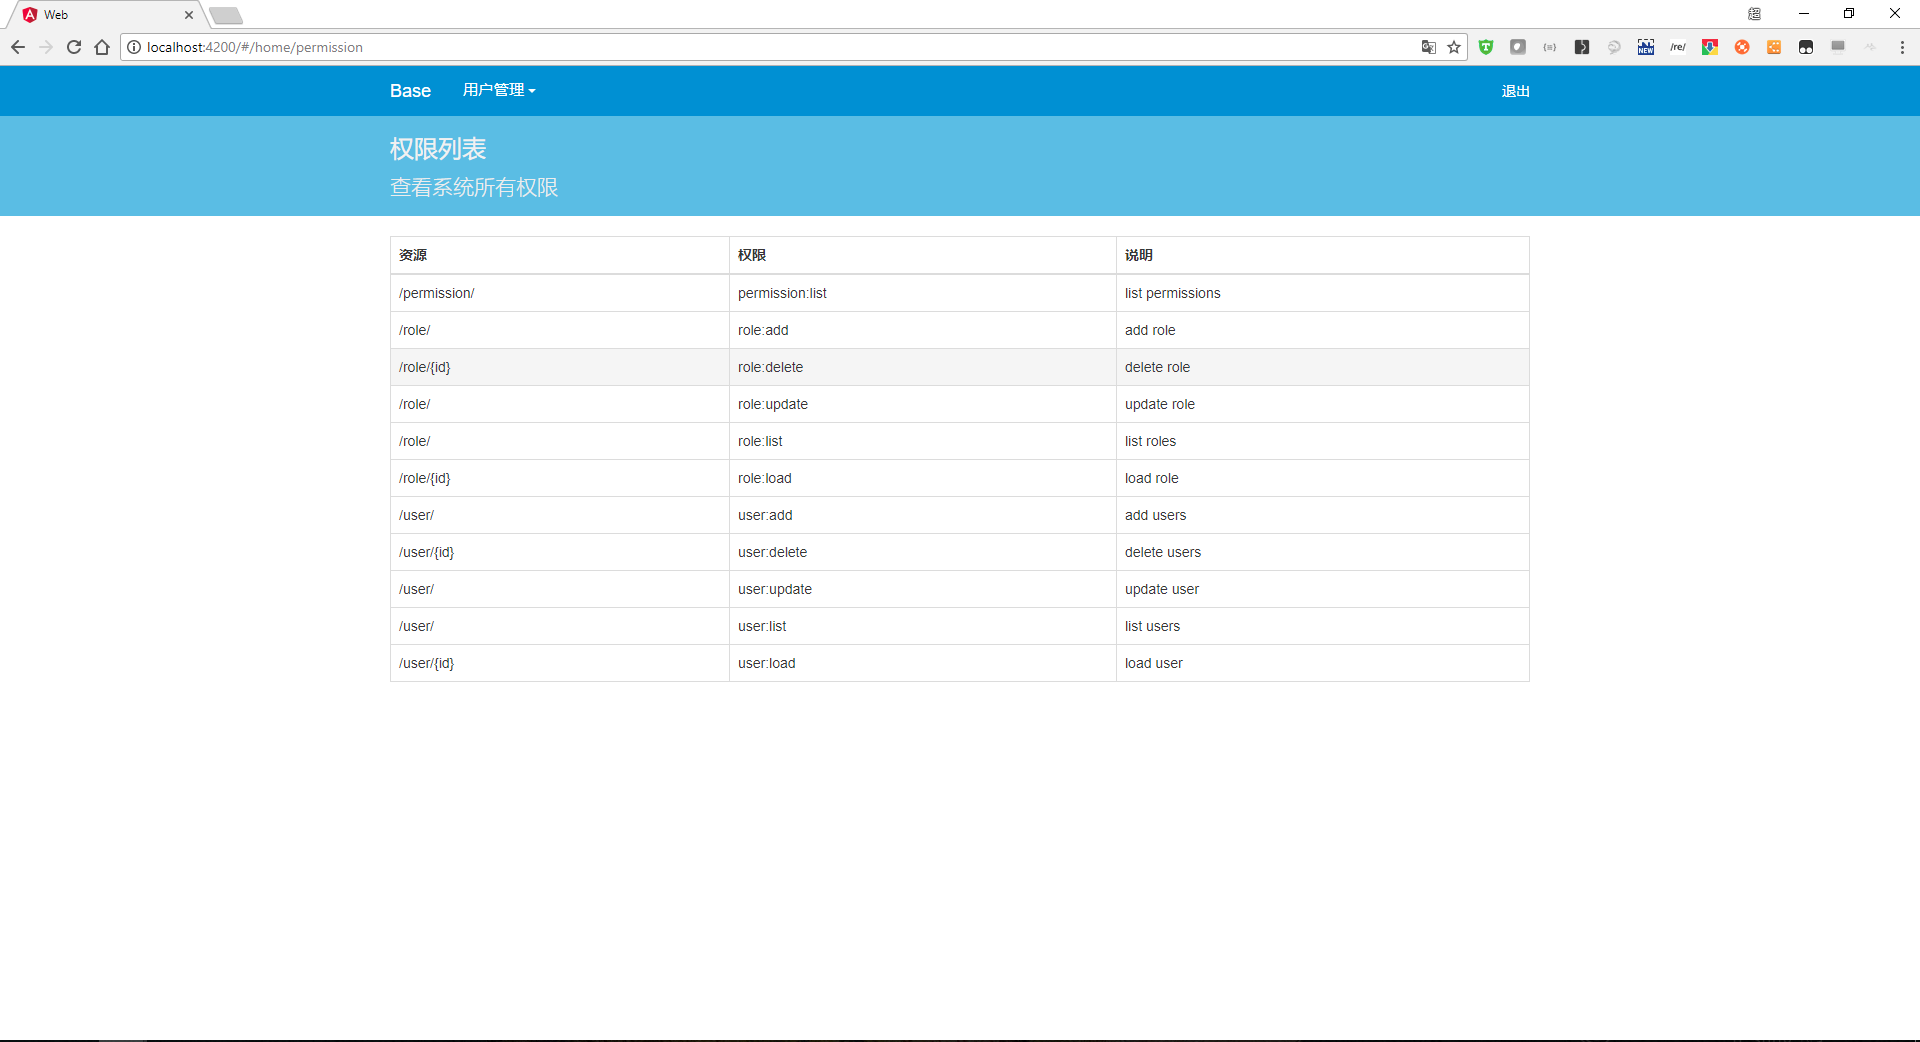 Web
超
localhost:4200/#/home/permission
NEW
/re/
Base 用户管理 退出
权限列表
查看系统所有权限
资源 权限 说明
/permission/ permission:list list permissions
/role/ role:add add role
/role/{id} role:delete delete role
/role/ role:update update role
/role/ role:list list roles
/role/{id} role:load load role
/user/ user:add add users
/user/{id} user:delete delete users
/user/ user:update update user
/user/ user:list list users
/user/{id} user:load load user